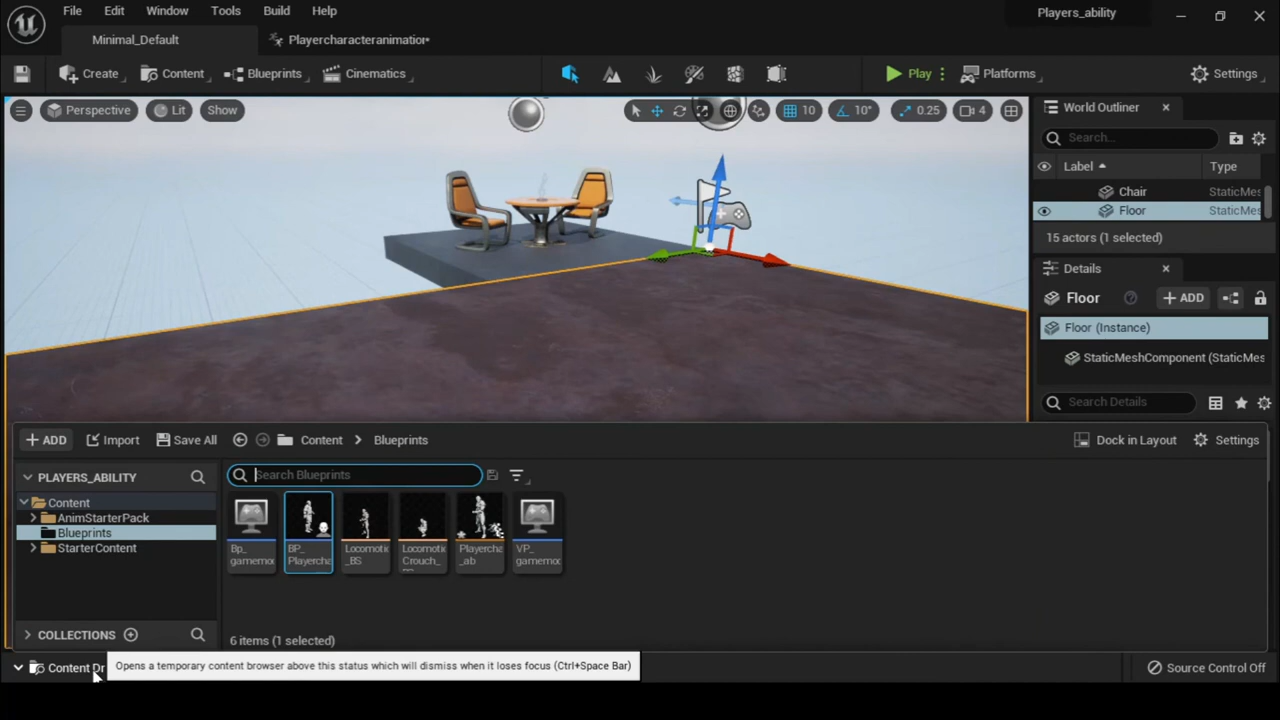 File Edit Window Tools Build Help
Players_ability
Minimal_Default
Playercharacteranimation•
Create
Content
Blueprints
Cinematics
Play
Platforms
Settings
Perspective
Lit
Show
10
10°
0.25
4
World Outliner
Search...
Label
Type
Chair
StaticMes
Floor
StaticMes
15 actors (1 selected)
Details
Floor
+ ADD
Floor (Instance)
StaticMeshComponent (StaticMes
Search Details
+ ADD
Import
Save All
Content
Blueprints
Dock in Layout
Settings
PLAYERS_ABILITY
Search Blueprints
Content
AnimStarterPack
Blueprints
StarterContent
Bp_
gamemod
BP_
Playercha
Locomotic
_BS
Locomotic
Crouch_
Playercha
_ab
VP_
gamemod
COLLECTIONS
6 items (1 selected)
Content Dr
Opens a temporary content browser above this status which will dismiss when it loses focus (Ctrl+Space Bar)
Source Control Off